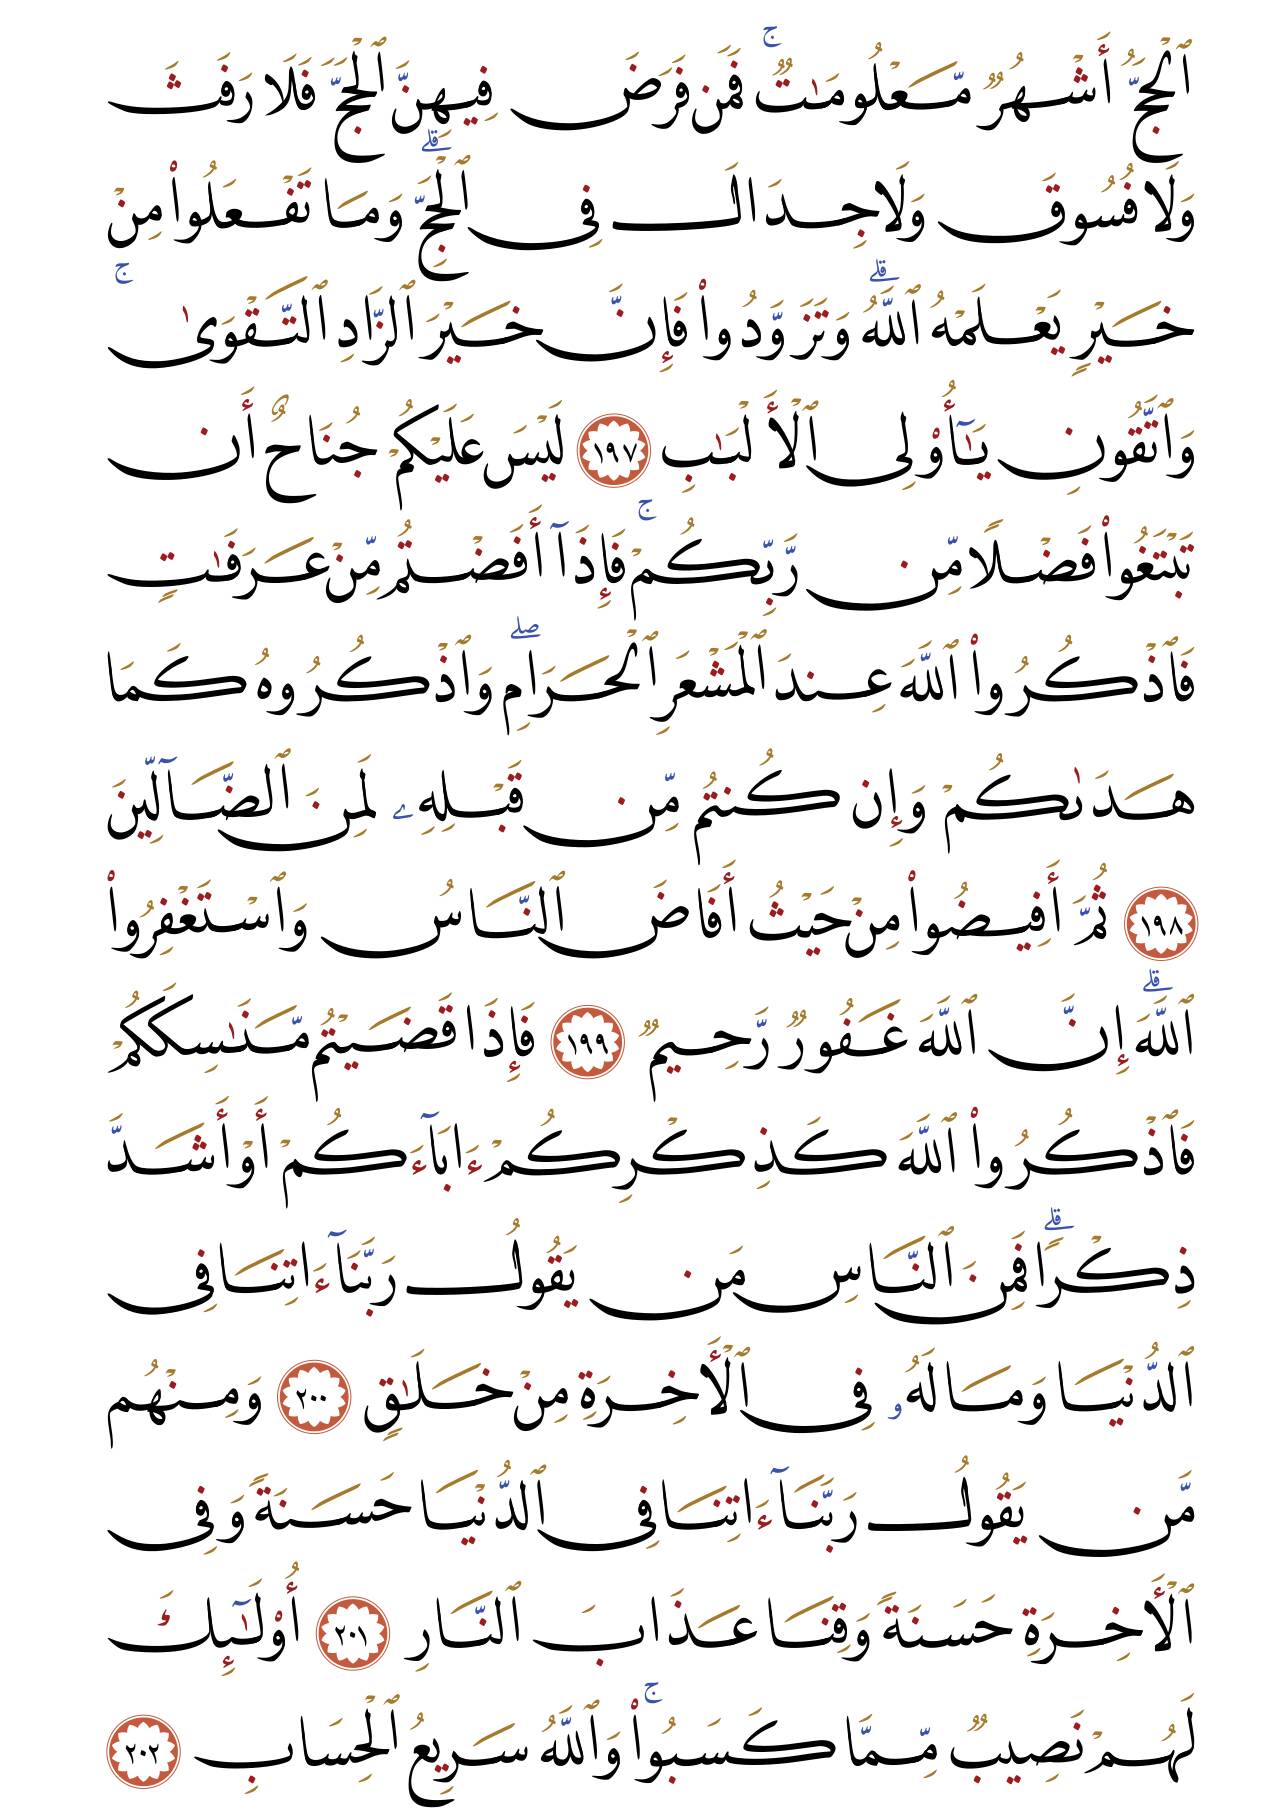 ٱلْحَجُّ أَشْهُرٌ مَّعْلُومَٰتٌ ۚ فَمَن فَرَضَ فِيهِنَّ ٱلْحَجَّ فَلَا رَفَثَ
وَلَا فُسُوقَ وَلَا جِدَالَ فِى ٱلْحَجِّ ۗ وَمَا تَفْعَلُوا۟ مِنْ
خَيْرٍ يَعْلَمْهُ ٱللَّهُ ۗ وَتَزَوَّدُوا۟ فَإِنَّ خَيْرَ ٱلزَّادِ ٱلتَّقْوَىٰ ۚ
وَٱتَّقُونِ يَٰٓأُو۟لِى ٱلْأَلْبَٰبِ ١٩٧ لَيْسَ عَلَيْكُمْ جُنَاحٌ أَن
تَبْتَغُوا۟ فَضْلًا مِّن رَّبِّكُمْ ۚ فَإِذَآ أَفَضْتُم مِّنْ عَرَفَٰتٍ
فَٱذْكُرُوا۟ ٱللَّهَ عِندَ ٱلْمَشْعَرِ ٱلْحَرَامِ ۖ وَٱذْكُرُوهُ كَمَا
هَدَىٰكُمْ وَإِن كُنتُم مِّن قَبْلِهِۦ لَمِنَ ٱلضَّآلِّينَ
١٩٨ ثُمَّ أَفِيضُوا۟ مِنْ حَيْثُ أَفَاضَ ٱلنَّاسُ وَٱسْتَغْفِرُوا۟
ٱللَّهَ ۗ إِنَّ ٱللَّهَ غَفُورٌ رَّحِيمٌ ١٩٩ فَإِذَا قَضَيْتُم مَّنَٰسِكَكُمْ
فَٱذْكُرُوا۟ ٱللَّهَ كَذِكْرِكُمْ ءَابَآءَكُمْ أَوْ أَشَدَّ
ذِكْرًا ۗ فَمِنَ ٱلنَّاسِ مَن يَقُولُ رَبَّنَآ ءَاتِنَا فِى
ٱلدُّنْيَا وَمَا لَهُۥ فِى ٱلْأَخِرَةِ مِنْ خَلَٰقٍ ٢٠٠ وَمِنْهُم
مَّن يَقُولُ رَبَّنَآ ءَاتِنَا فِى ٱلدُّنْيَا حَسَنَةً وَفِى
ٱلْأَخِرَةِ حَسَنَةً وَقِنَا عَذَابَ ٱلنَّارِ ٢٠١ أُو۟لَٰٓئِكَ
لَهُمْ نَصِيبٌ مِّمَّا كَسَبُوا۟ ۚ وَٱللَّهُ سَرِيعُ ٱلْحِسَابِ ٢٠٢